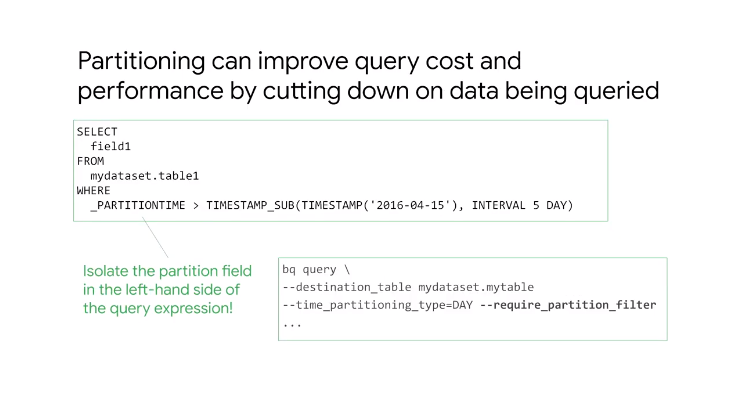 Partitioning can improve query cost and
performance by cutting down on data being queried
SELECT
field1
FROM
mydataset.table1
WHERE
_PARTITIONTIME > TIMESTAMP_SUB(TIMESTAMP('2016-04-15'), INTERVAL 5 DAY)
Isolate the partition field
in the left-hand side of
the query expression!
bq query \
--destination_table mydataset.mytable
--time_partitioning_type=DAY --require_partition_filter
...